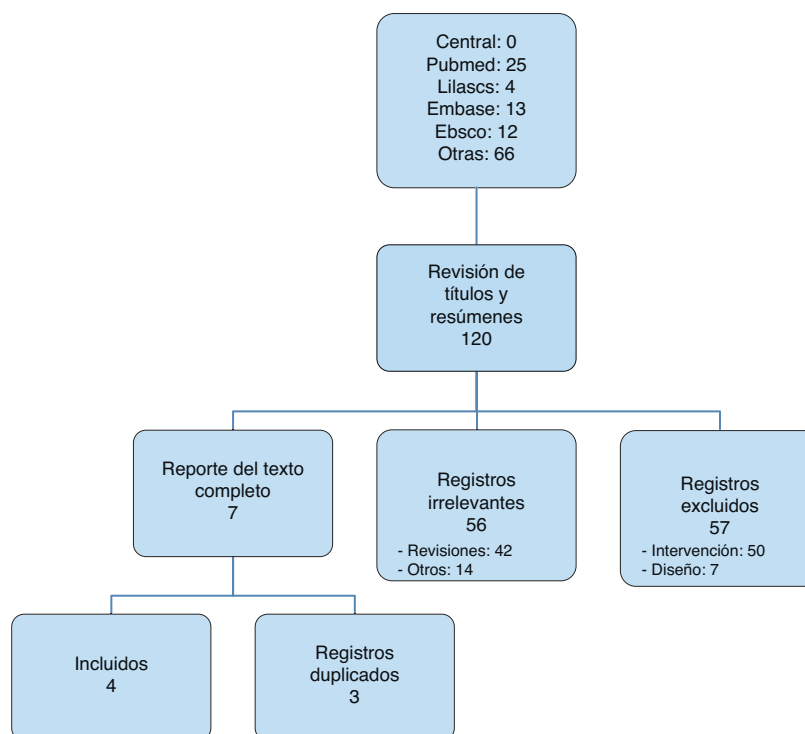 Central: 0
Pubmed: 25
Lilascs: 4
Embase: 13
Ebsco: 12
Otras: 66
Revisión de
títulos y
resúmenes
120
Reporte del texto
completo
7
Registros
irrelevantes
56
- Revisiones: 42
- Otros: 14
Registros
excluidos
57
- Intervención: 50
- Diseño: 7
Incluidos
4
Registros
duplicados
3